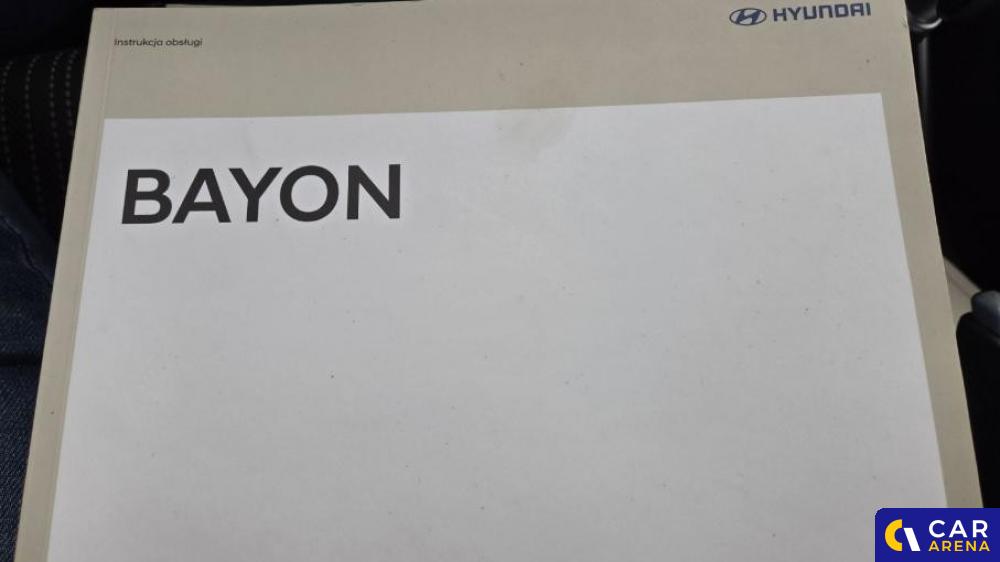 HYUNDAI
Instrukcja obsługi
BAYON
CAR
ARENA